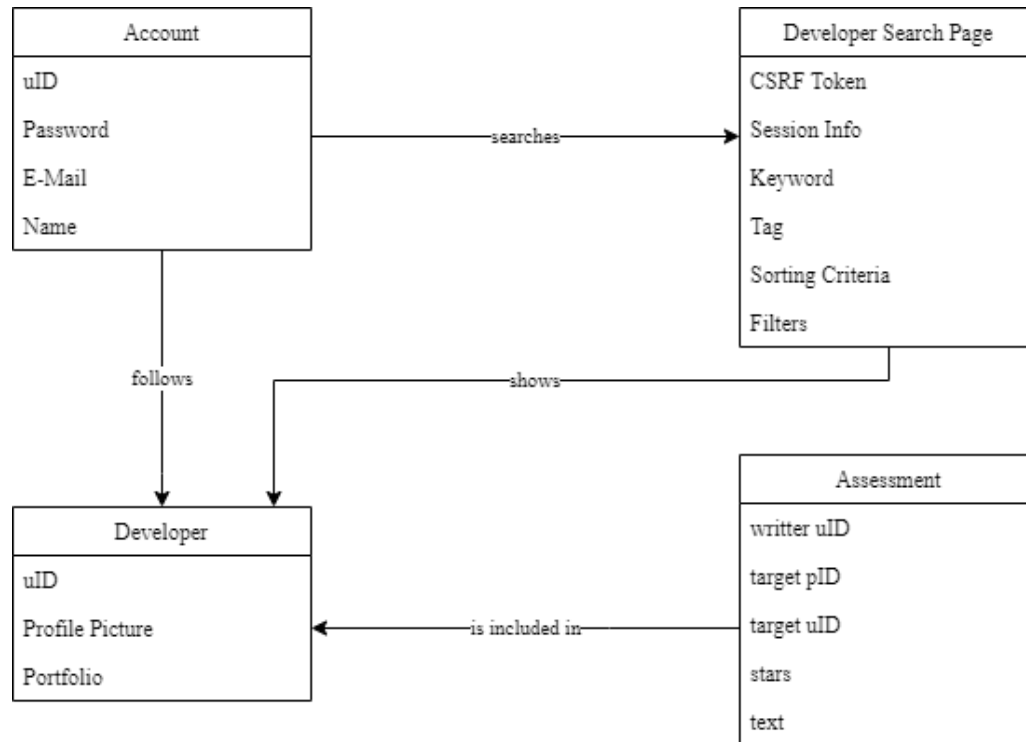 Account
uID
Password
E-Mail
Name
searches
Developer Search Page
CSRF Token
Session Info
Keyword
Tag
Sorting Criteria
Filters
follows
shows
Developer
uID
Profile Picture
Portfolio
is included in
Assessment
writter uID
target pID
target uID
stars
text